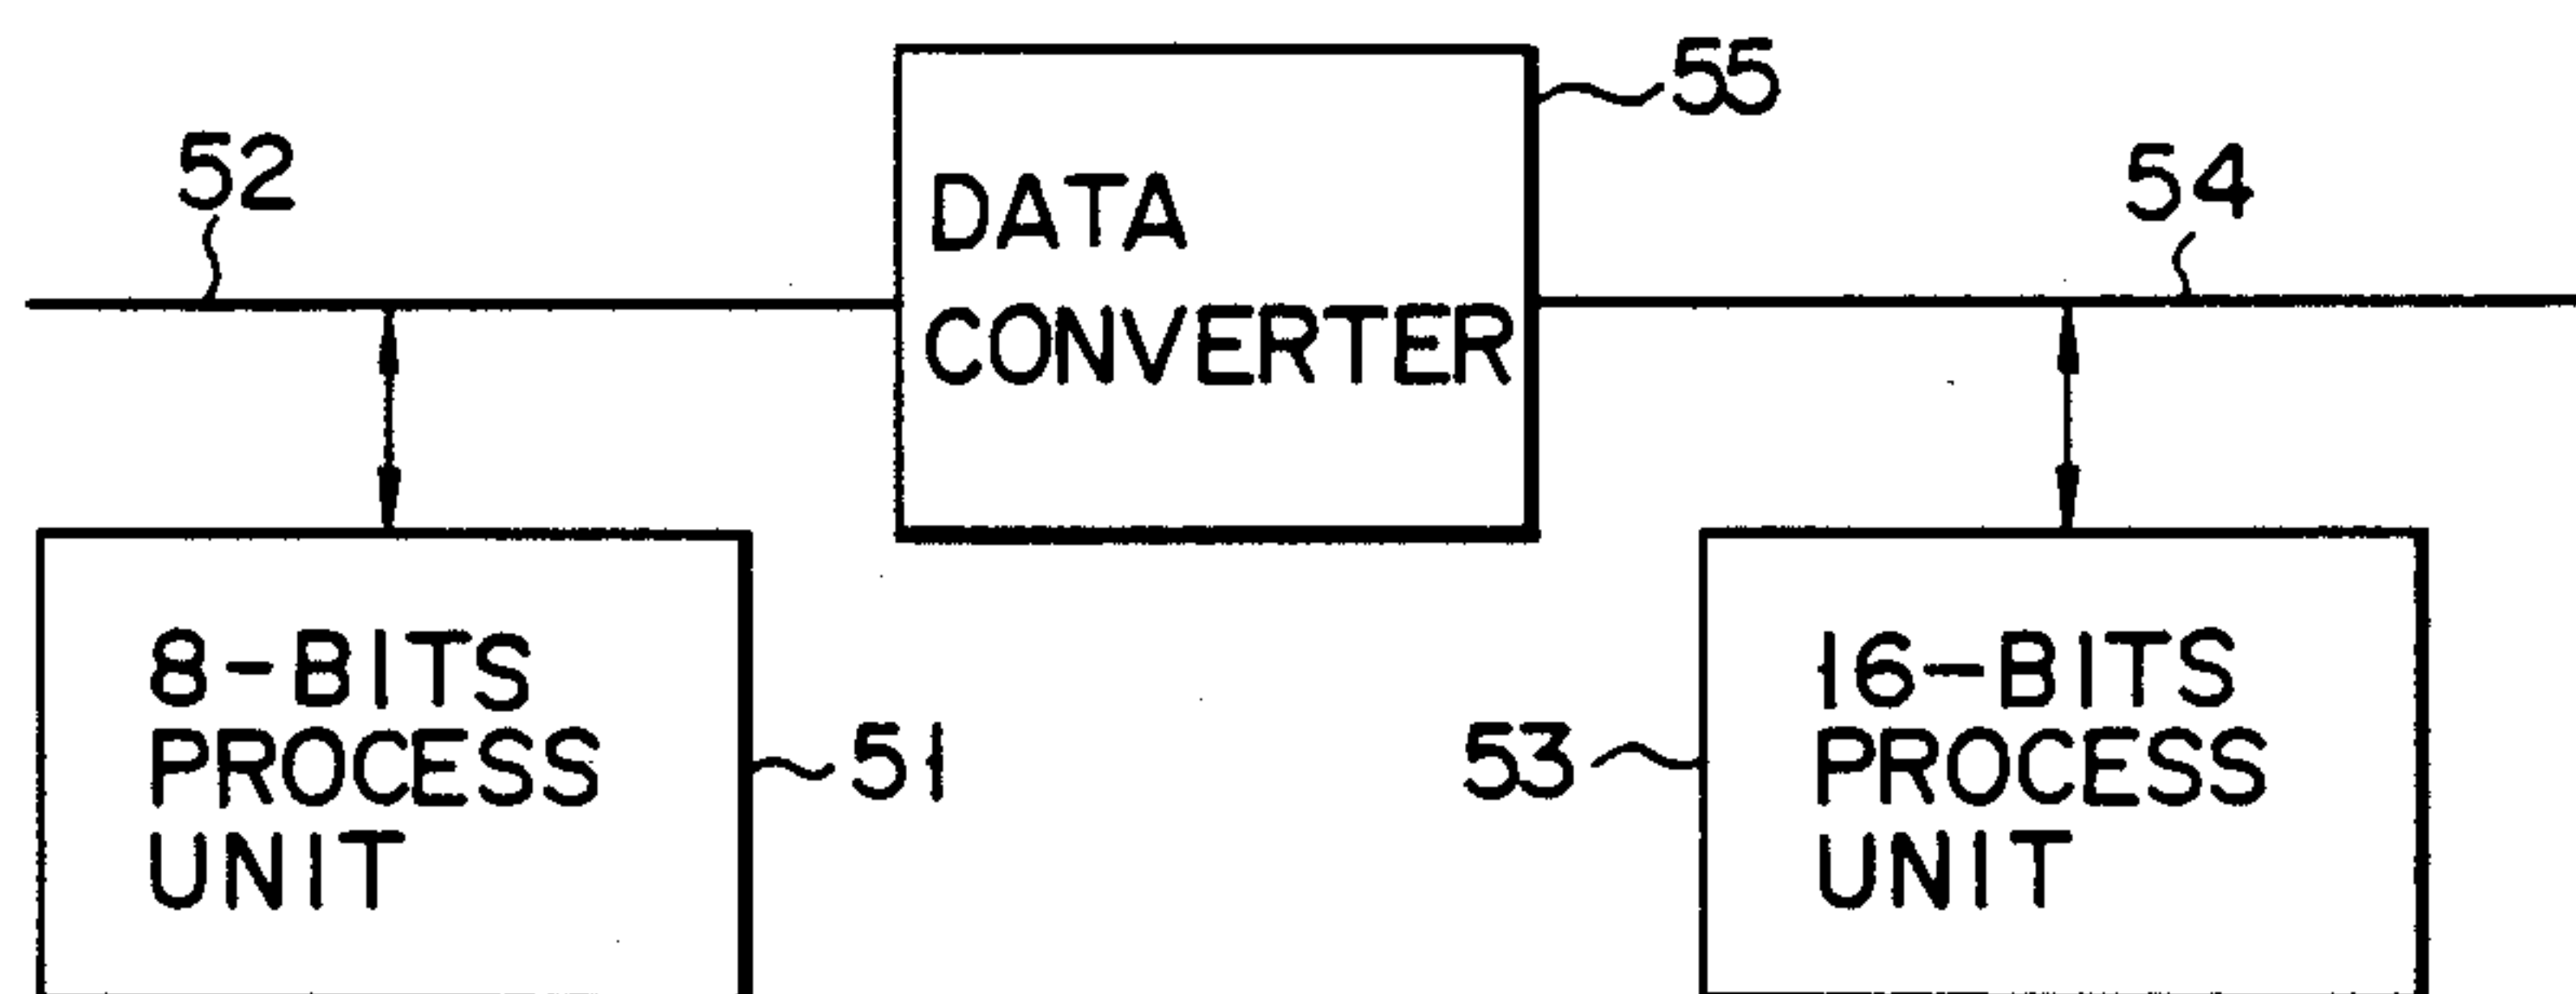 55
52
54
DATA
CONVERTER
8-BITS
PROCESS
UNIT
51
53
16-BITS
PROCESS
UNIT